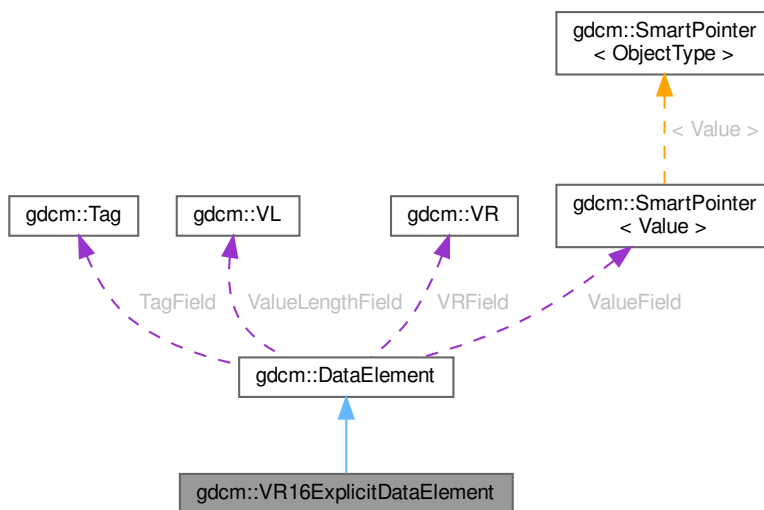 gdcm::SmartPointer
< ObjectType >
< Value >
gdcm::Tag
gdcm::VL
gdcm::VR
gdcm::SmartPointer
< Value >
TagField
ValueLengthField
VRField
ValueField
gdcm::DataElement
gdcm::VR16ExplicitDataElement